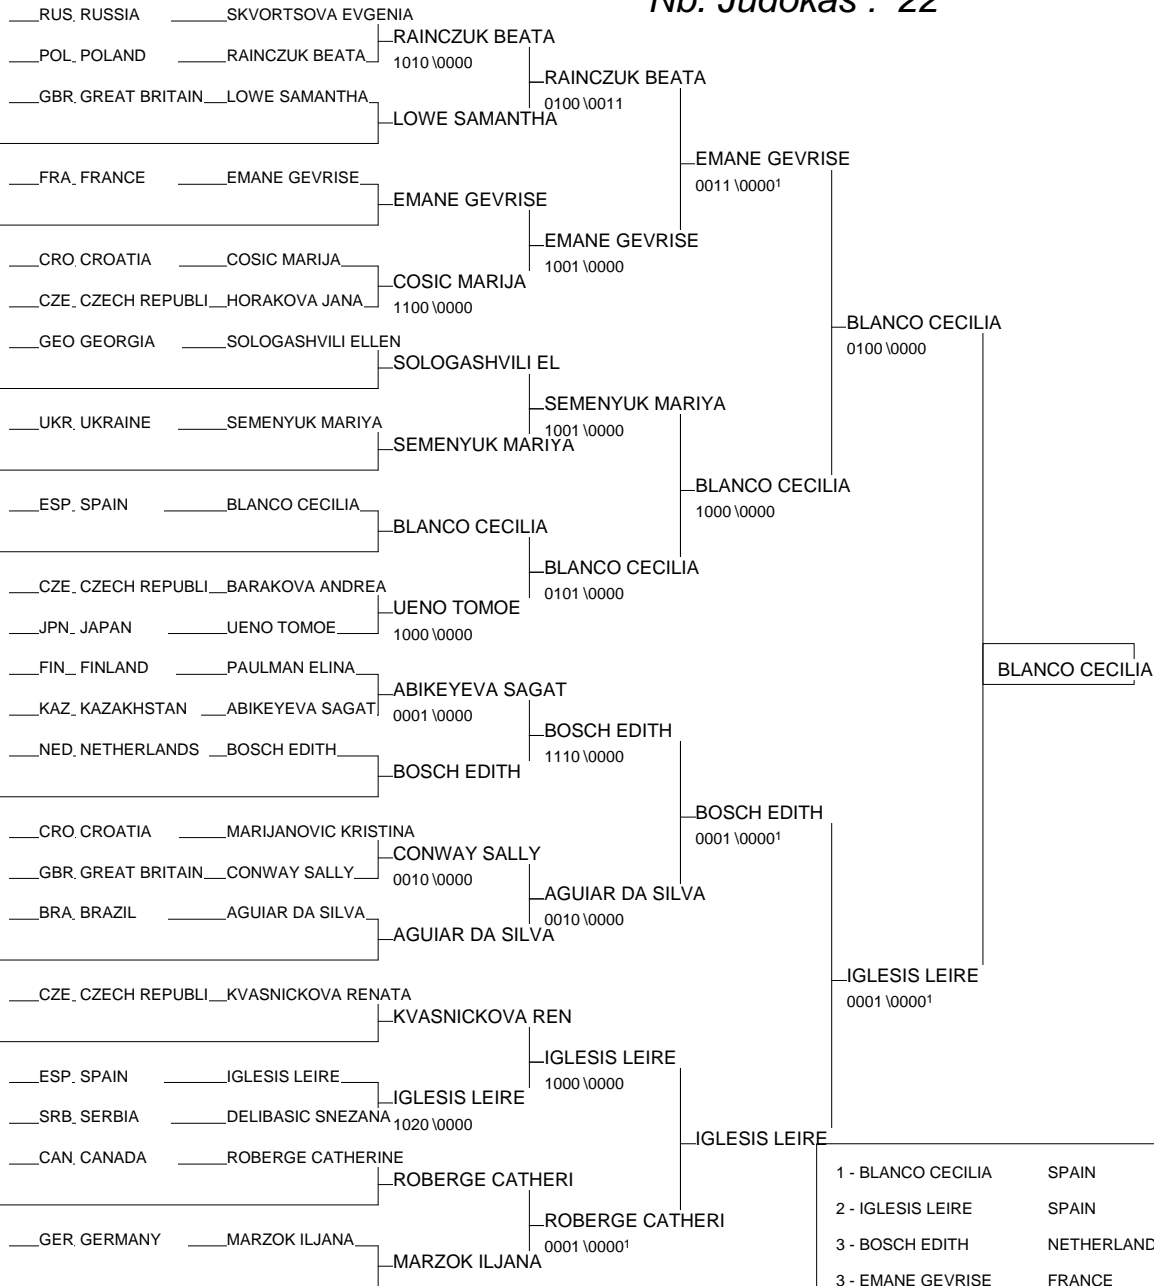 Nb. Judokas : 22
RUS RUSSIA SKVORTSOVA EVGENIA
RAINCZUK BEATA
POL POLAND RAINCZUK BEATA
1010 \0000
RAINCZUK BEATA
GBR GREAT BRITAIN LOWE SAMANTHA
0100 \0011
LOWE SAMANTHA
EMANE GEVRISE
0011 \0000¹
FRA FRANCE EMANE GEVRISE
EMANE GEVRISE
EMANE GEVRISE
1001 \0000
CRO CROATIA COSIC MARIJA
COSIC MARIJA
CZE CZECH REPUBLI HORAKOVA JANA
1100 \0000
BLANCO CECILIA
0100 \0000
GEO GEORGIA SOLOGASHVILI ELLEN
SOLOGASHVILI EL
SEMENYUK MARIYA
1001 \0000
UKR UKRAINE SEMENYUK MARIYA
SEMENYUK MARIYA
BLANCO CECILIA
1000 \0000
ESP SPAIN BLANCO CECILIA
BLANCO CECILIA
BLANCO CECILIA
0101 \0000
CZE CZECH REPUBLI BARAKOVA ANDREA
UENO TOMOE
JPN JAPAN UENO TOMOE
1000 \0000
BLANCO CECILIA
FIN FINLAND PAULMAN ELINA
ABIKEYEVA SAGAT
KAZ KAZAKHSTAN ABIKEYEVA SAGAT
0001 \0000
BOSCH EDITH
1110 \0000
NED NETHERLANDS BOSCH EDITH
BOSCH EDITH
BOSCH EDITH
0001 \0000¹
CRO CROATIA MARIJANOVIC KRISTINA
CONWAY SALLY
GBR GREAT BRITAIN CONWAY SALLY
0010 \0000
AGUIAR DA SILVA
0010 \0000
BRA BRAZIL AGUIAR DA SILVA
AGUIAR DA SILVA
IGLESIS LEIRE
0001 \0000¹
CZE CZECH REPUBLI KVASNICKOVA RENATA
KVASNICKOVA REN
IGLESIS LEIRE
1000 \0000
ESP SPAIN IGLESIS LEIRE
IGLESIS LEIRE
SRB SERBIA DELIBASIC SNEZANA
1020 \0000
IGLESIS LEIRE
CAN CANADA ROBERGE CATHERINE
ROBERGE CATHERI
ROBERGE CATHERI
0001 \0000¹
GER GERMANY MARZOK ILJANA
MARZOK ILJANA
1 - BLANCO CECILIA SPAIN
2 - IGLESIS LEIRE SPAIN
3 - BOSCH EDITH NETHERLAND
3 - EMANE GEVRISE FRANCE